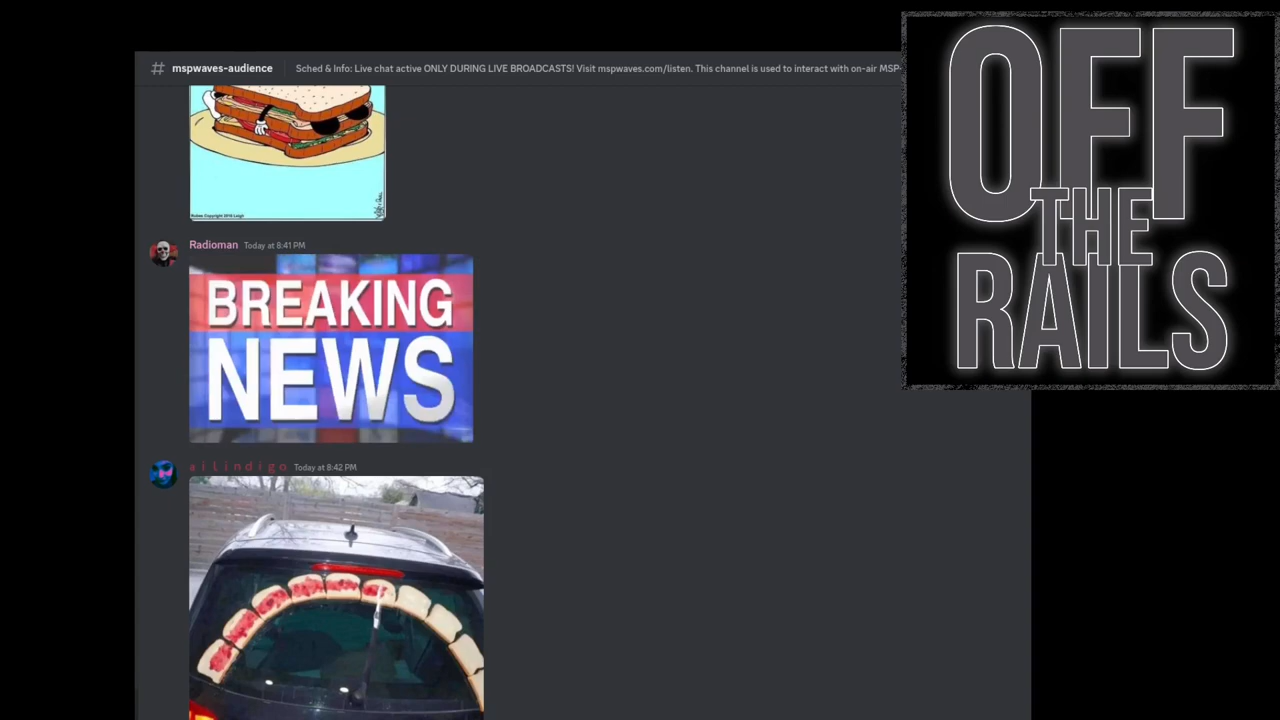 # mspwaves-audience
Sched & Info: Live chat active ONLY DURING LIVE BROADCASTS! Visit mspwaves.com/listen. This channel is used to interact with on-air MSP-
OFF
THE
RAILS
Radioman Today at 8:41 PM
BREAKING
NEWS
a i l i n d i g o Today at 8:42 PM